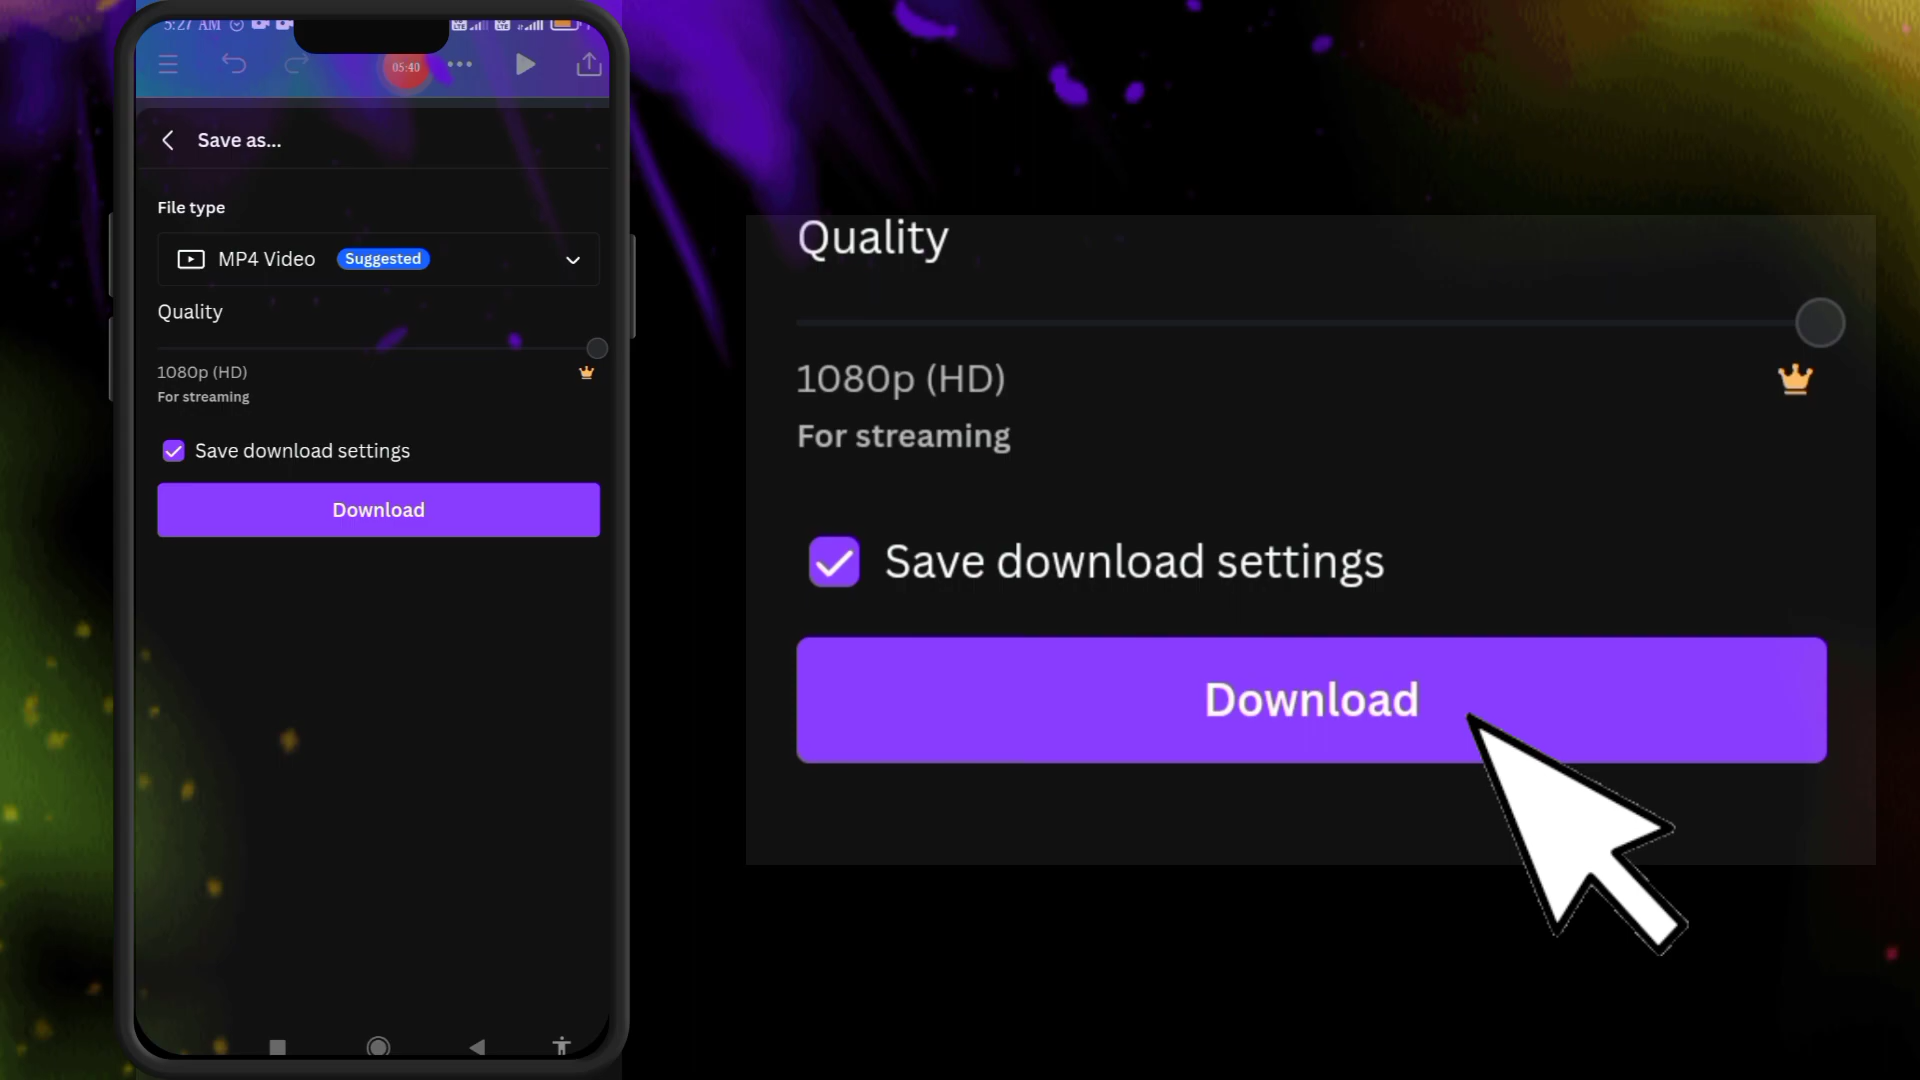 5:27 AM
05:40
Save as...
File type
MP4 Video Suggested
Quality
1080p (HD)
For streaming
Save download settings
Download
Quality
1080p (HD)
For streaming
Save download settings
Download